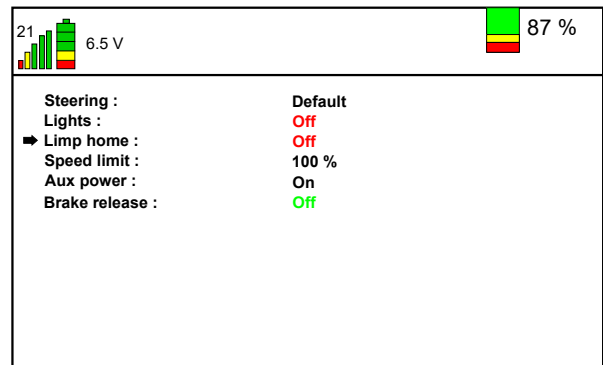 21
6.5 V
87 %
Steering : Default
Lights : Off
Limp home : Off
Speed limit : 100 %
Aux power : On
Brake release : Off